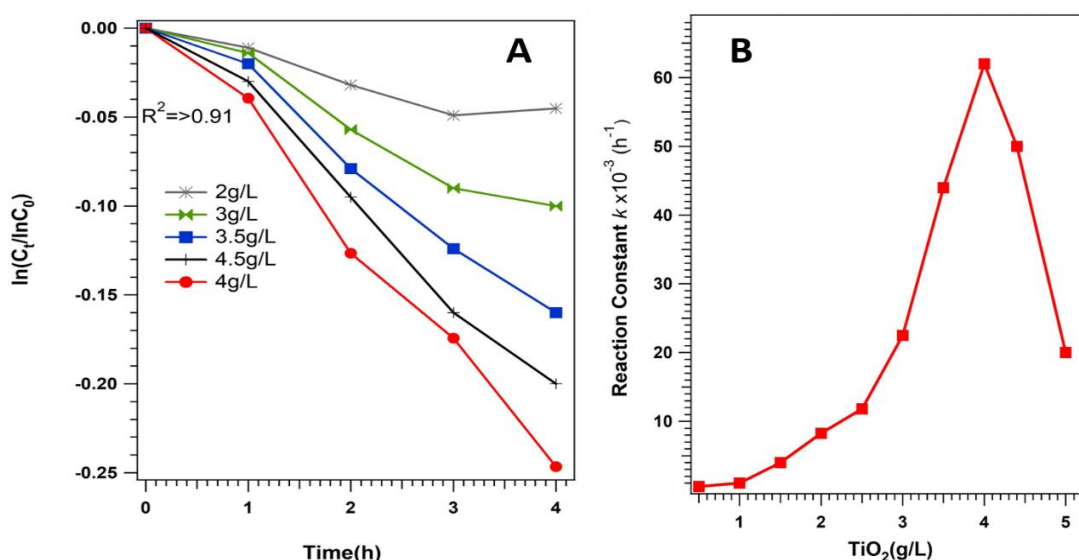 A
0.00
-0.05
-0.10
-0.15
-0.20
-0.25
ln(Cₜ/lnC₀)
R²=>0.91
2g/L
3g/L
3.5g/L
4.5g/L
4g/L
0 1 2 3 4
Time(h)
B
60
50
40
30
20
10
Reaction Constant k x10⁻³ (h⁻¹)
1 2 3 4 5
TiO₂(g/L)